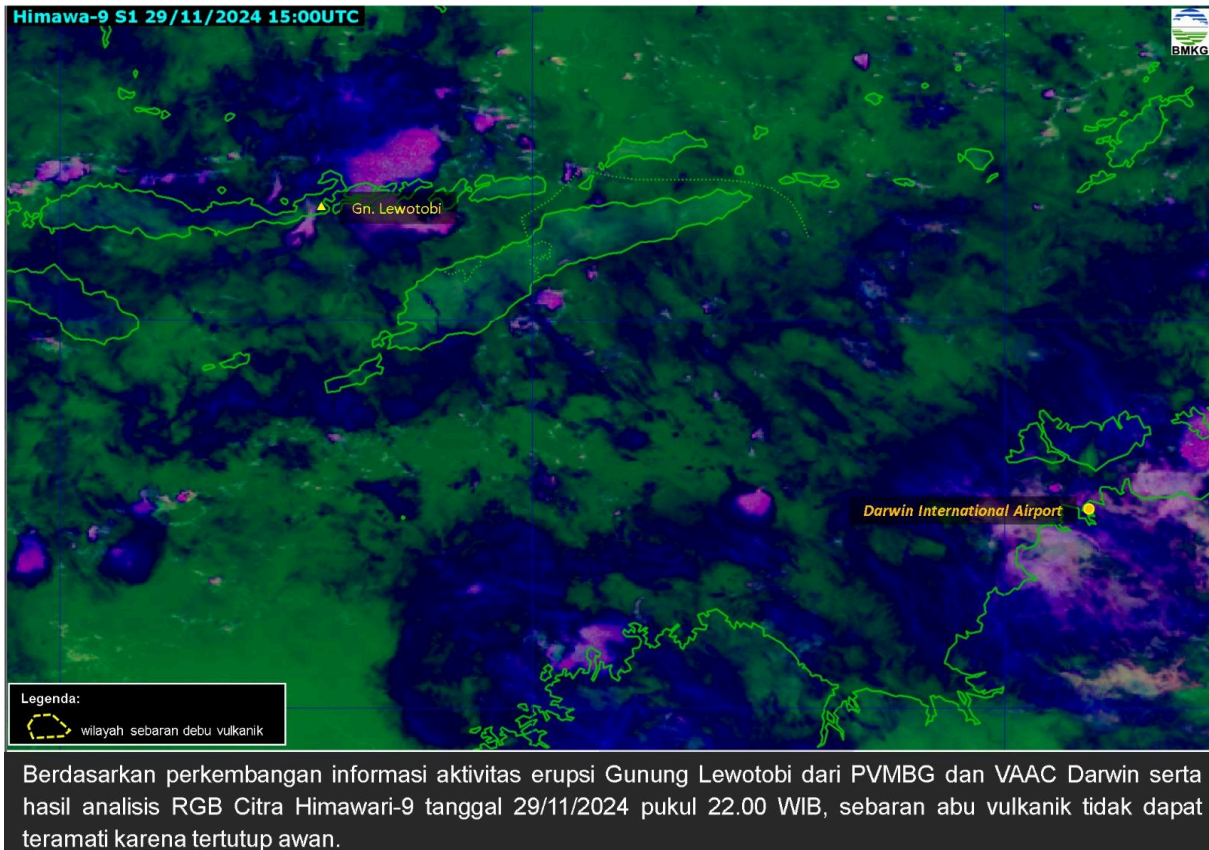 Himawa-9 S1 29/11/2024 15:00UTC
BMKG
Gn. Lewotobi
Darwin International Airport
Legenda:
wilayah sebaran debu vulkanik
Berdasarkan perkembangan informasi aktivitas erupsi Gunung Lewotobi dari PVMBG dan VAAC Darwin serta
hasil analisis RGB Citra Himawari-9 tanggal 29/11/2024 pukul 22.00 WIB, sebaran abu vulkanik tidak dapat
teramati karena tertutup awan.